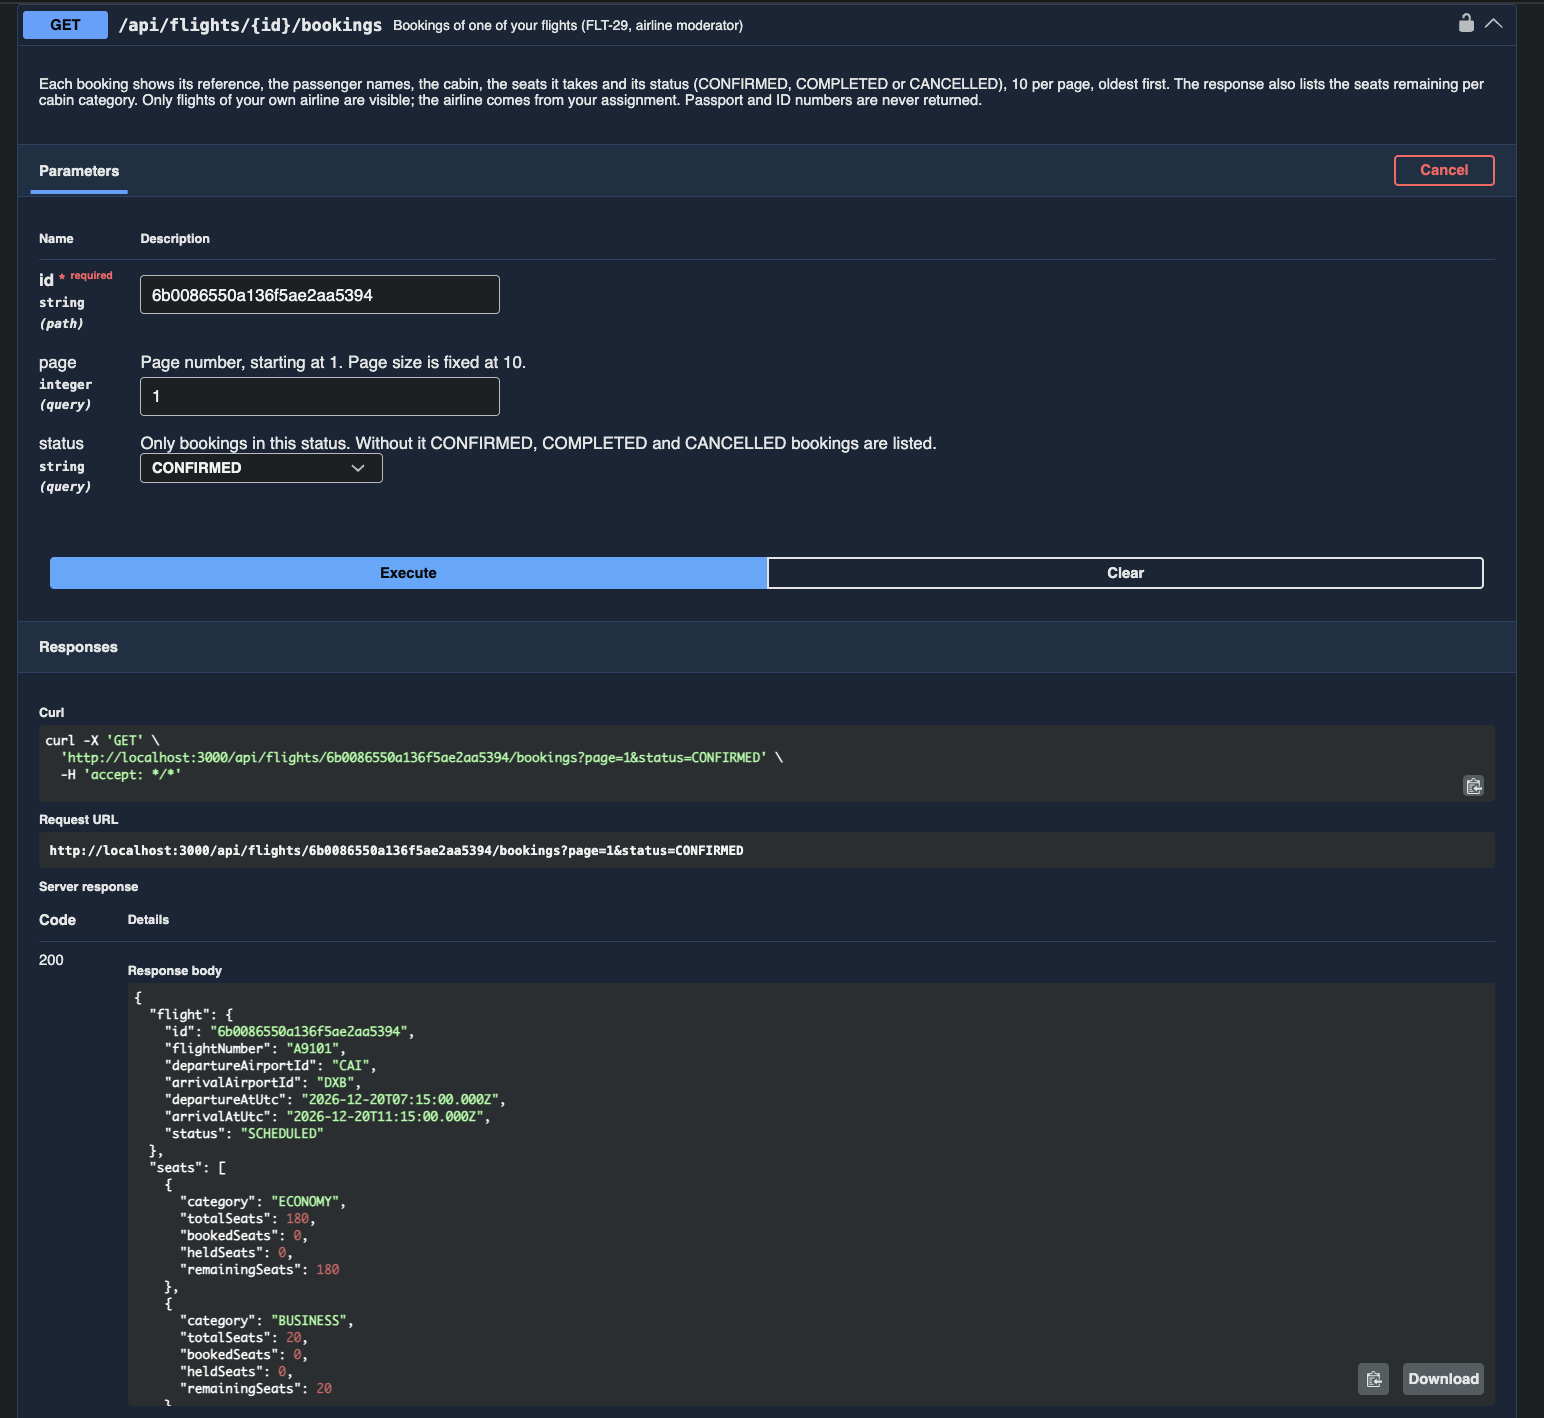 GET /api/flights/{id}/bookings Bookings of one of your flights (FLT-29, airline moderator)
Each booking shows its reference, the passenger names, the cabin, the seats it takes and its status (CONFIRMED, COMPLETED or CANCELLED), 10 per page, oldest first. The response also lists the seats remaining per
cabin category. Only flights of your own airline are visible; the airline comes from your assignment. Passport and ID numbers are never returned.
Parameters
Cancel
Name Description
id * required
string
(path)
6b0086550a136f5ae2aa5394
page
integer
(query)
Page number, starting at 1. Page size is fixed at 10.
1
status
string
(query)
Only bookings in this status. Without it CONFIRMED, COMPLETED and CANCELLED bookings are listed.
CONFIRMED
Execute
Clear
Responses
Curl
curl -X 'GET' \
'http://localhost:3000/api/flights/6b0086550a136f5ae2aa5394/bookings?page=1&status=CONFIRMED' \
-H 'accept: */*'
Request URL
http://localhost:3000/api/flights/6b0086550a136f5ae2aa5394/bookings?page=1&status=CONFIRMED
Server response
Code Details
200
Response body
{
"flight": {
"id": "6b0086550a136f5ae2aa5394",
"flightNumber": "A9101",
"departureAirportId": "CAI",
"arrivalAirportId": "DXB",
"departureAtUtc": "2026-12-20T07:15:00.000Z",
"arrivalAtUtc": "2026-12-20T11:15:00.000Z",
"status": "SCHEDULED"
},
"seats": [
{
"category": "ECONOMY",
"totalSeats": 180,
"bookedSeats": 0,
"heldSeats": 0,
"remainingSeats": 180
},
{
"category": "BUSINESS",
"totalSeats": 20,
"bookedSeats": 0,
"heldSeats": 0,
"remainingSeats": 20
}
Download